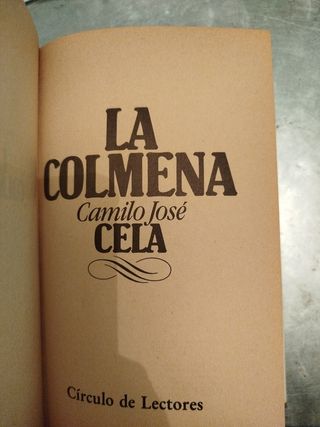 LA
COLMENA
Camilo José
CELA
Círculo de Lectores